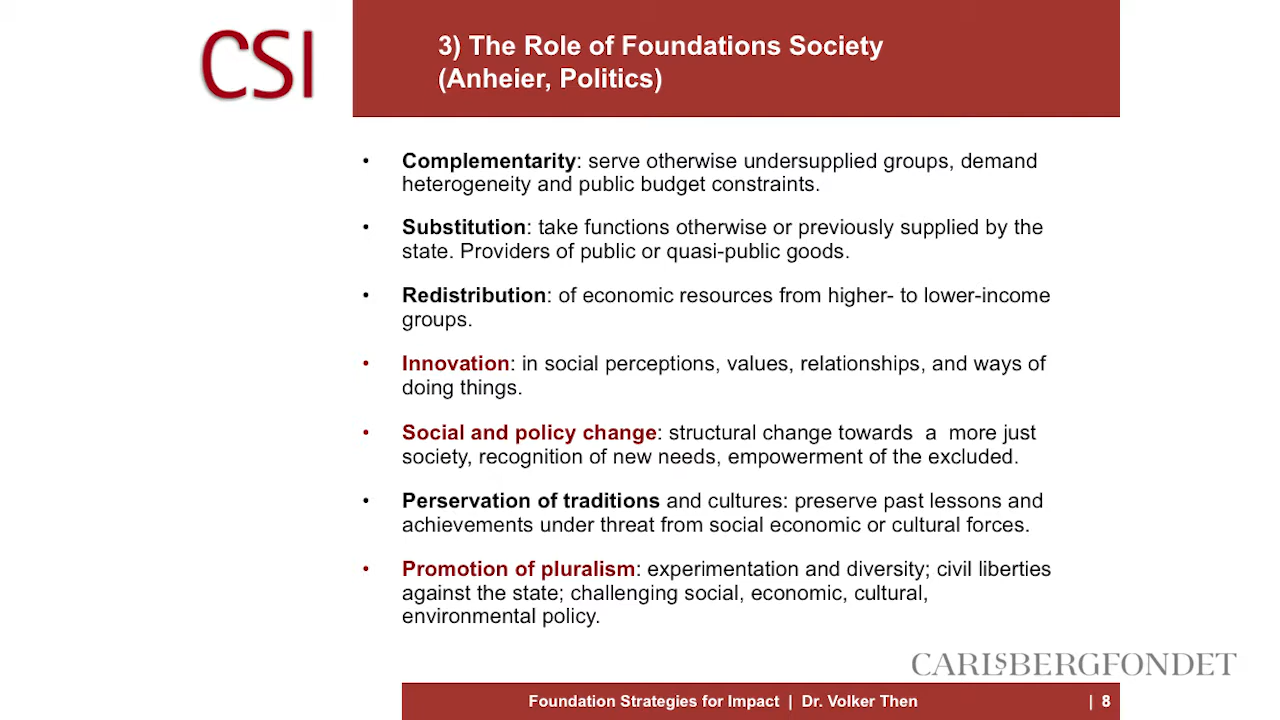 CSI
3) The Role of Foundations Society
(Anheier, Politics)
• Complementarity: serve otherwise undersupplied groups, demand
heterogeneity and public budget constraints.
• Substitution: take functions otherwise or previously supplied by the
state. Providers of public or quasi-public goods.
• Redistribution: of economic resources from higher- to lower-income
groups.
• Innovation: in social perceptions, values, relationships, and ways of
doing things.
• Social and policy change: structural change towards  a  more just
society, recognition of new needs, empowerment of the excluded.
• Perservation of traditions and cultures: preserve past lessons and
achievements under threat from social economic or cultural forces.
• Promotion of pluralism: experimentation and diversity; civil liberties
against the state; challenging social, economic, cultural,
environmental policy.
CARLSBERGFONDET
Foundation Strategies for Impact | Dr. Volker Then | 8